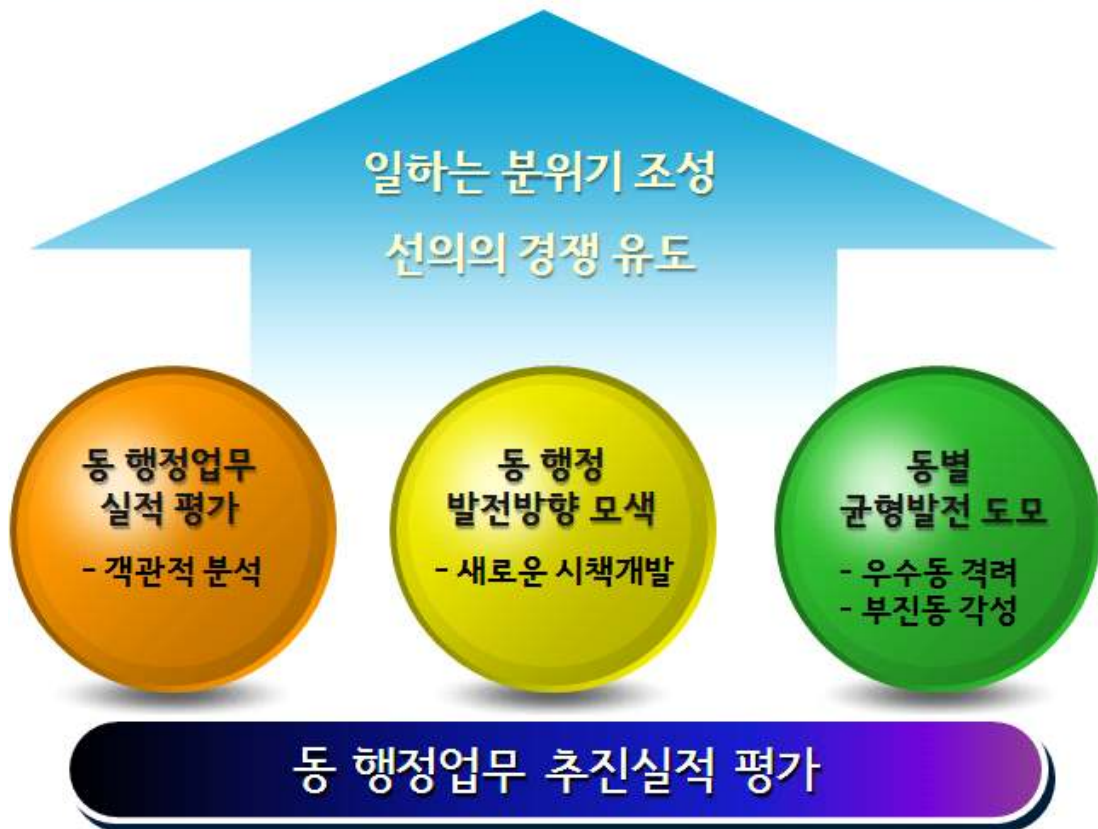 일하는 분위기 조성
선의의 경쟁 유도
동 행정업무
실적 평가
- 객관적 분석
동 행정
발전방향 모색
- 새로운 시책개발
동별
균형발전 도모
- 우수동 격려
- 부진동 각성
동 행정업무 추진실적 평가